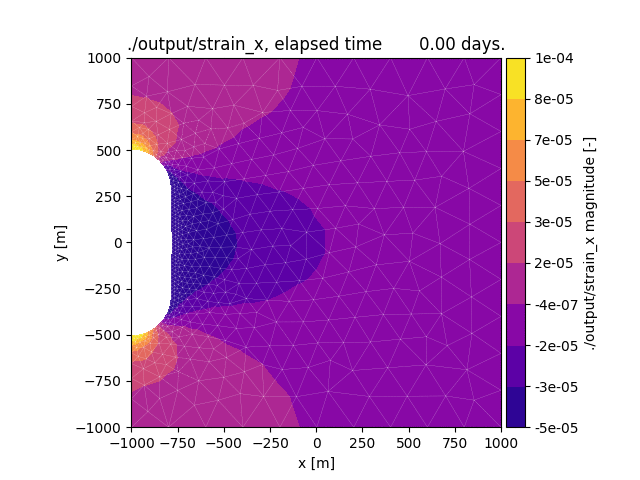 ./output/strain_x, elapsed time 0.00 days.
1000
750
500
250
0
−250
−500
−750
−1000
y [m]
−1000 −750 −500 −250 0 250 500 750 1000
x [m]
1e-04
8e-05
7e-05
5e-05
3e-05
2e-05
-4e-07
-2e-05
-3e-05
-5e-05
./output/strain_x magnitude [-]